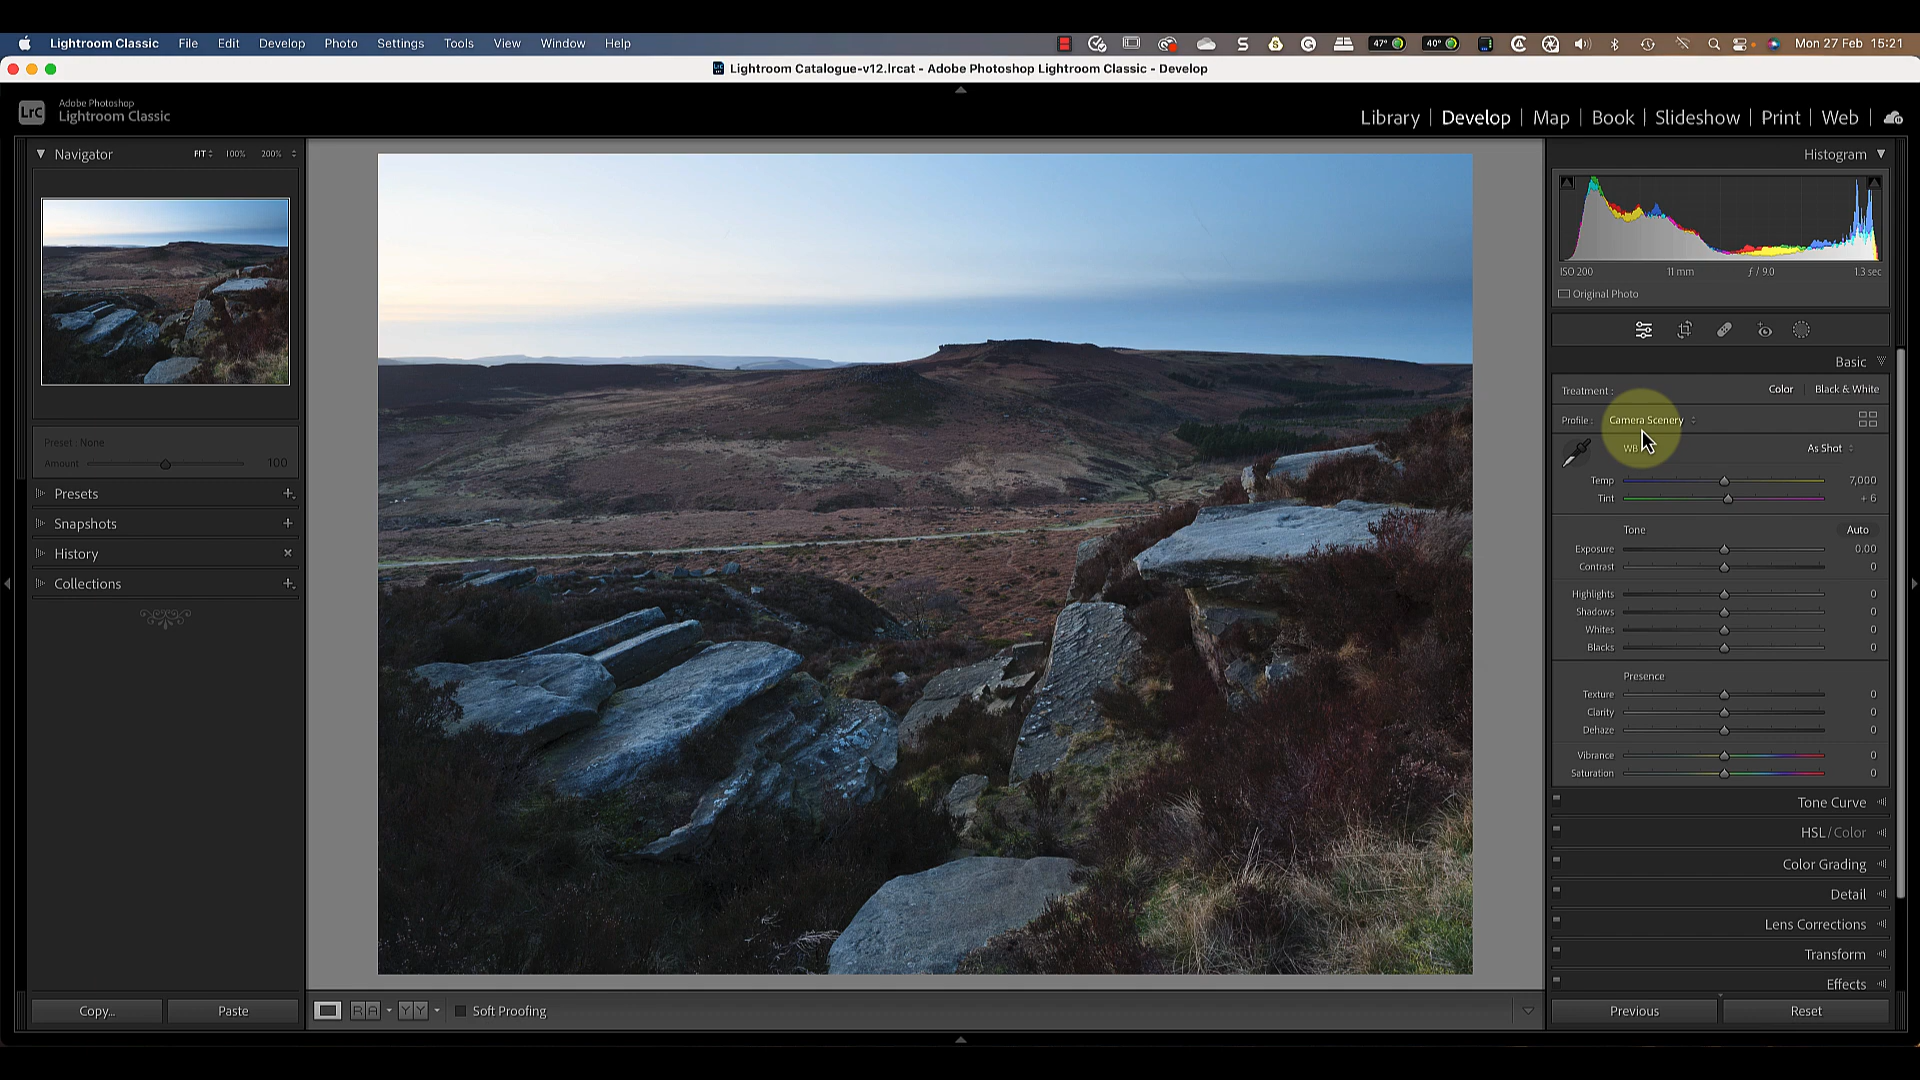 Lightroom Classic File Edit Develop Photo Settings Tools View Window Help 47° 40° Mon 27 Feb 15:21
Lightroom Catalogue-v12.lrcat - Adobe Photoshop Lightroom Classic - Develop
LrC Adobe Photoshop
Lightroom Classic
Library | Develop | Map | Book | Slideshow | Print | Web
Navigator FIT 100% 200%
Preset : None
Amount 100
Presets
Snapshots
History
Collections
Copy... Paste
R A Y Y Soft Proofing
Histogram
ISO 200 11 mm ƒ / 9.0 1.3 sec
Original Photo
Basic
Treatment : Color Black & White
Profile : Camera Scenery
WB As Shot
Temp 7,000
Tint + 6
Tone Auto
Exposure 0.00
Contrast 0
Highlights 0
Shadows 0
Whites 0
Blacks 0
Presence
Texture 0
Clarity 0
Dehaze 0
Vibrance 0
Saturation 0
Tone Curve
HSL / Color
Color Grading
Detail
Lens Corrections
Transform
Effects
Previous Reset